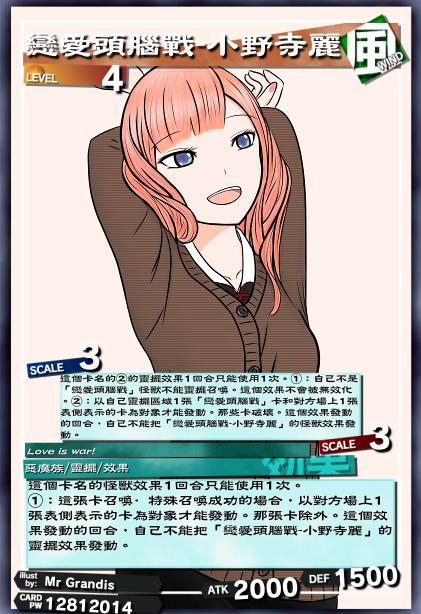 戀愛頭腦戰-小野寺麗
風
WIND
LEVEL 4
SCALE 3
這個卡名的②的靈擺效果1回合只能使用1次。①：自己不是
「戀愛頭腦戰」怪獸不能靈擺召喚。這個效果不會被無效化
。②：以自己靈擺區域1張「戀愛頭腦戰」卡和對方場上1張
表側表示的卡為對象才能發動。那些卡破壞。這個效果發動
的回合，自己不能把「戀愛頭腦戰-小野寺麗」的怪獸效果發
動。
SCALE 3
Love is war!
效果
惡魔族/靈擺/效果
這個卡名的怪獸效果1回合只能使用1次。
①：這張卡召喚．特殊召喚成功的場合，以對方場上1
張表側表示的卡為對象才能發動。那張卡除外。這個效
果發動的回合，自己不能把「戀愛頭腦戰-小野寺麗」的
靈擺效果發動。
illust by: Mr Grandis
ATK 2000 DEF 1500
CARD PW 12812014